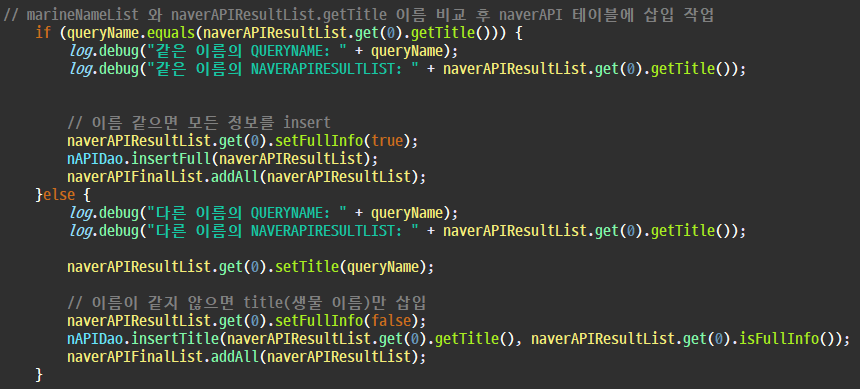 // marineNameList 와 naverAPIResultList.getTitle 이름 비교 후 naverAPI 테이블에 삽입 작업
if (queryName.equals(naverAPIResultList.get(0).getTitle())) {
log.debug("같은 이름의 QUERYNAME: " + queryName);
log.debug("같은 이름의 NAVERAPIRESULTLIST: " + naverAPIResultList.get(0).getTitle());
// 이름 같으면 모든 정보를 insert
naverAPIResultList.get(0).setFullInfo(true);
nAPIDao.insertFull(naverAPIResultList);
naverAPIFinalList.addAll(naverAPIResultList);
}else {
log.debug("다른 이름의 QUERYNAME: " + queryName);
log.debug("다른 이름의 NAVERAPIRESULTLIST: " + naverAPIResultList.get(0).getTitle());
naverAPIResultList.get(0).setTitle(queryName);
// 이름이 같지 않으면 title(생물 이름)만 삽입
naverAPIResultList.get(0).setFullInfo(false);
nAPIDao.insertTitle(naverAPIResultList.get(0).getTitle(), naverAPIResultList.get(0).isFullInfo());
naverAPIFinalList.addAll(naverAPIResultList);
}